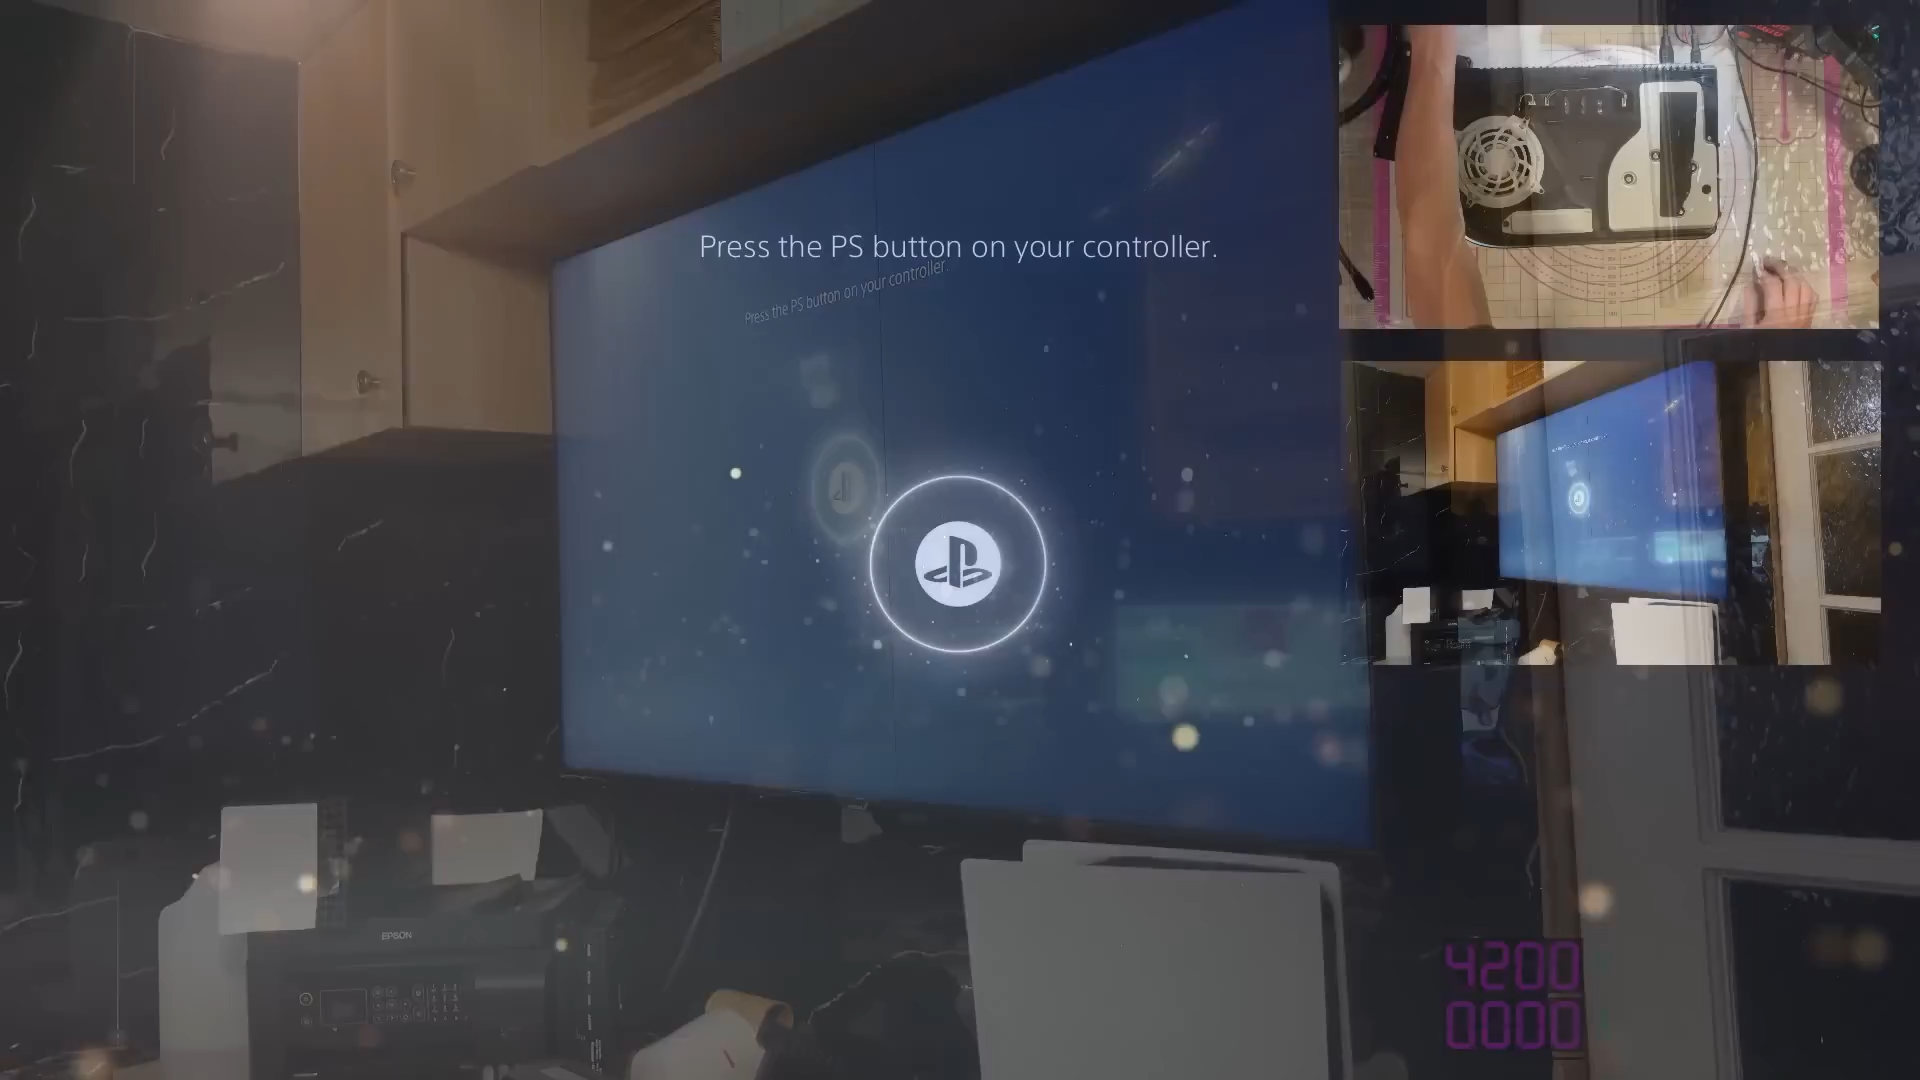 Press the PS button on your controller.
Press the PS button on your controller.
EPSON
4200
0000